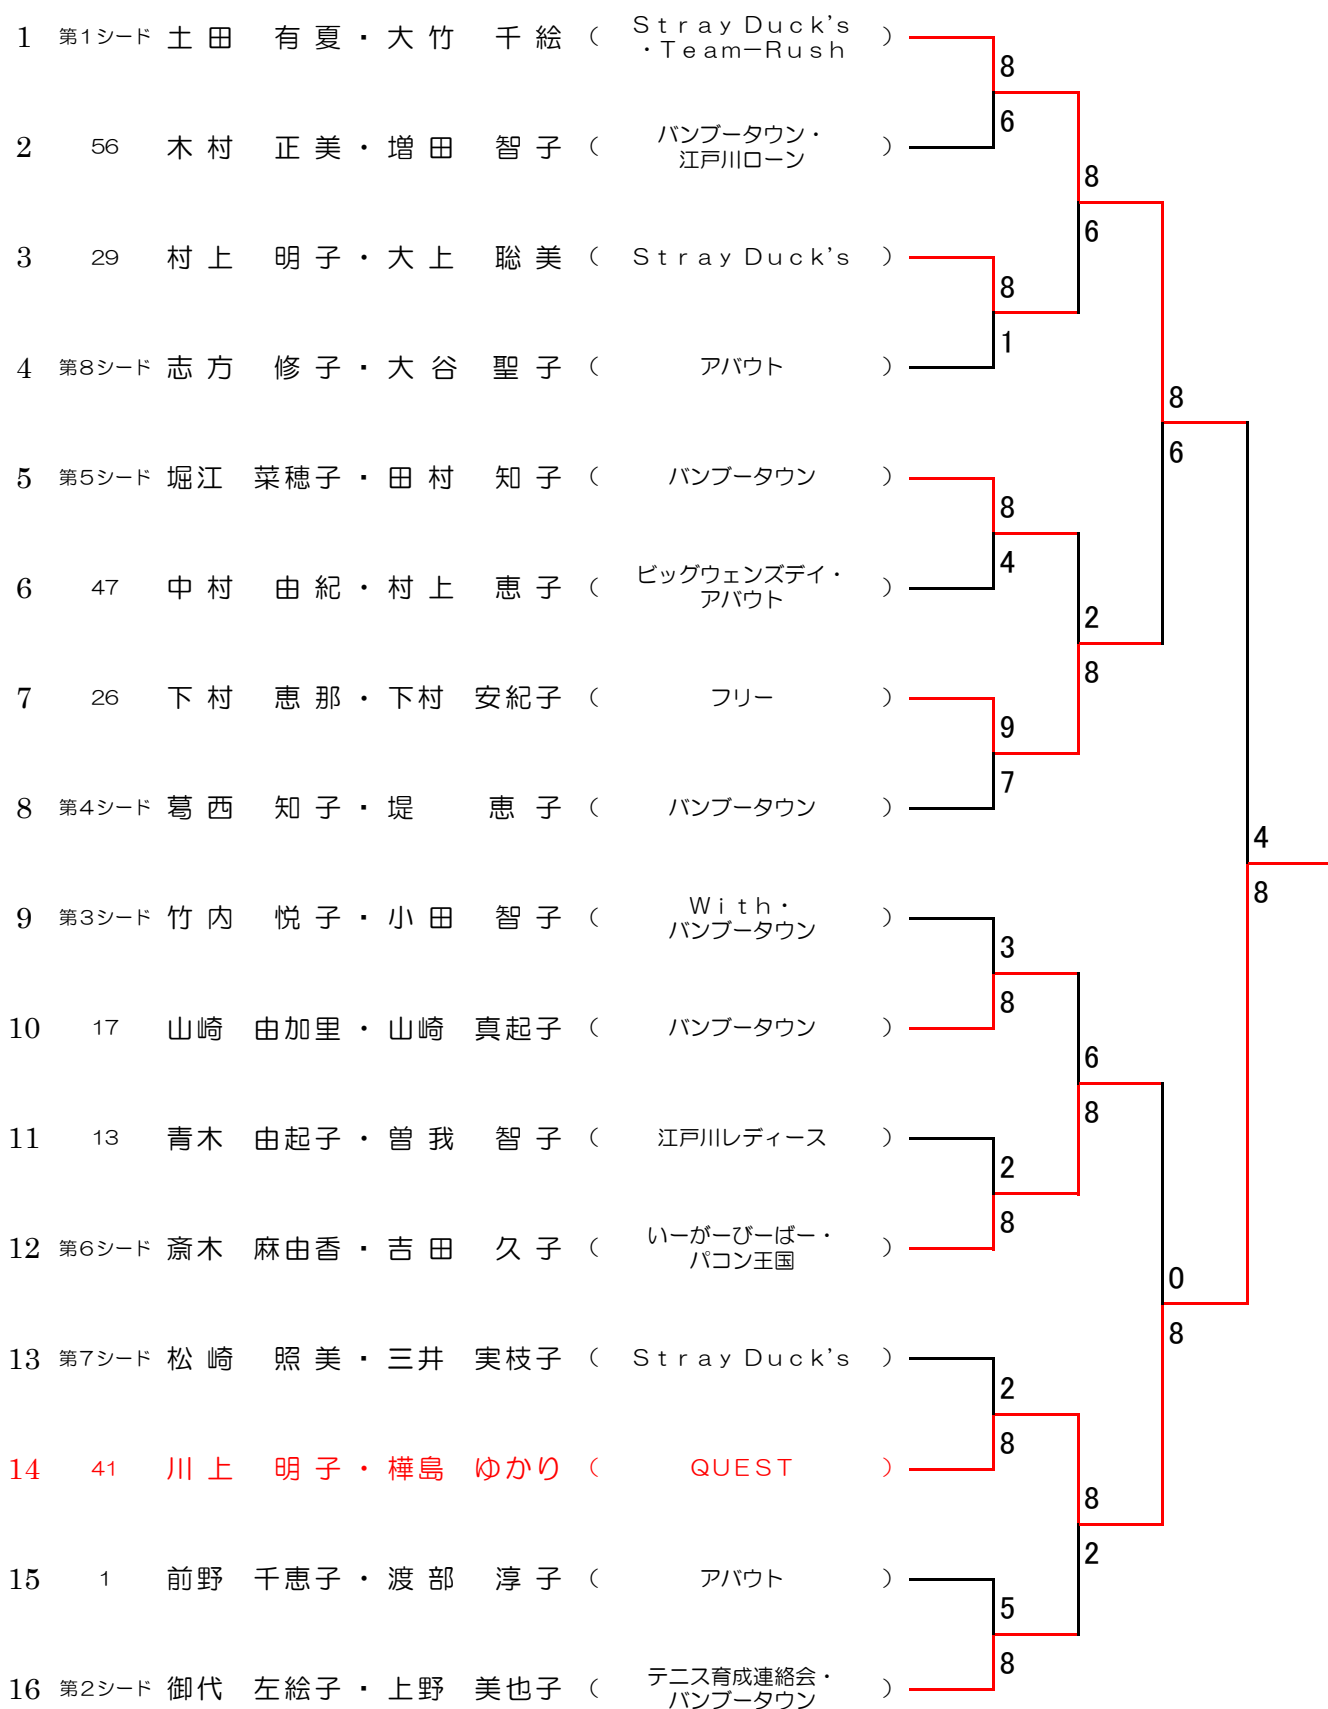 1 第1シード 土田 有夏・大竹 千絵 ( Stray Duck's
・Team−Rush )
8
6
2 56 木村 正美・増田 智子 ( バンブータウン・
江戸川ローン )
8
6
3 29 村上 明子・大上 聡美 ( Stray Duck's )
8
1
4 第8シード 志方 修子・大谷 聖子 ( アバウト )
8
6
5 第5シード 堀江 菜穂子・田村 知子 ( バンブータウン )
8
4
6 47 中村 由紀・村上 恵子 ( ビッグウェンズデイ・
アバウト )
2
8
7 26 下村 恵那・下村 安紀子 ( フリー )
9
7
8 第4シード 葛西 知子・堤 恵子 ( バンブータウン )
4
8
9 第3シード 竹内 悦子・小田 智子 ( With・
バンブータウン )
3
8
10 17 山崎 由加里・山崎 真起子 ( バンブータウン )
6
8
11 13 青木 由起子・曽我 智子 ( 江戸川レディース )
2
8
12 第6シード 斎木 麻由香・吉田 久子 ( いーがーびーばー・
パコン王国 )
0
8
13 第7シード 松崎 照美・三井 実枝子 ( Stray Duck's )
2
8
14 41 川上 明子・樺島 ゆかり ( QUEST )
8
2
15 1 前野 千恵子・渡部 淳子 ( アバウト )
5
8
16 第2シード 御代 左絵子・上野 美也子 ( テニス育成連絡会・
バンブータウン )